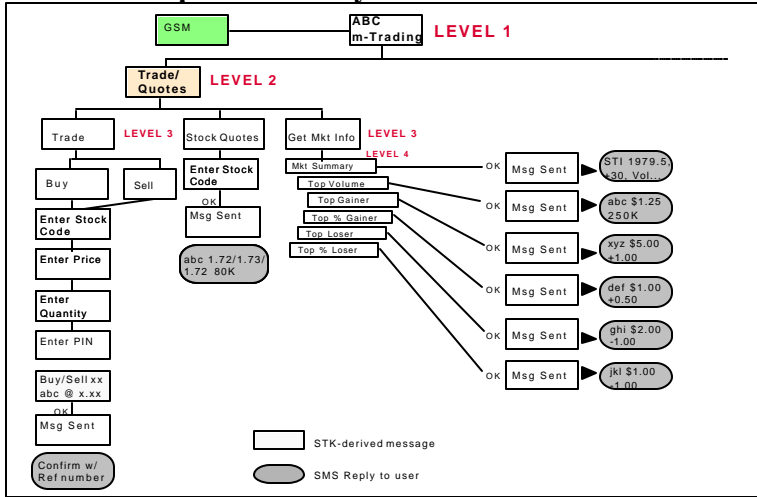 GSM
ABC
m-Trading
LEVEL 1
Trade/
Quotes
LEVEL 2
Trade
LEVEL 3
Stock Quotes
Get Mkt Info
LEVEL 3
LEVEL 4
Buy
Sell
Enter Stock
Code
Enter Price
Enter
Quantity
Enter PIN
Buy/Sell xx
abc @ x.xx
OK
Msg Sent
Confirm w/
Ref number
Enter Stock
Code
OK
Msg Sent
abc 1.72/1.73/
1.72 80K
Mkt Summary
Top Volume
Top Gainer
Top % Gainer
Top Loser
Top % Loser
OK
Msg Sent
STI 1979.5,
+30, Vol...
OK
Msg Sent
abc $1.25
250K
OK
Msg Sent
xyz $5.00
+1.00
OK
Msg Sent
def $1.00
+0.50
OK
Msg Sent
ghi $2.00
-1.00
OK
Msg Sent
jkl $1.00
-1.00
STK-derived message
SMS Reply to user